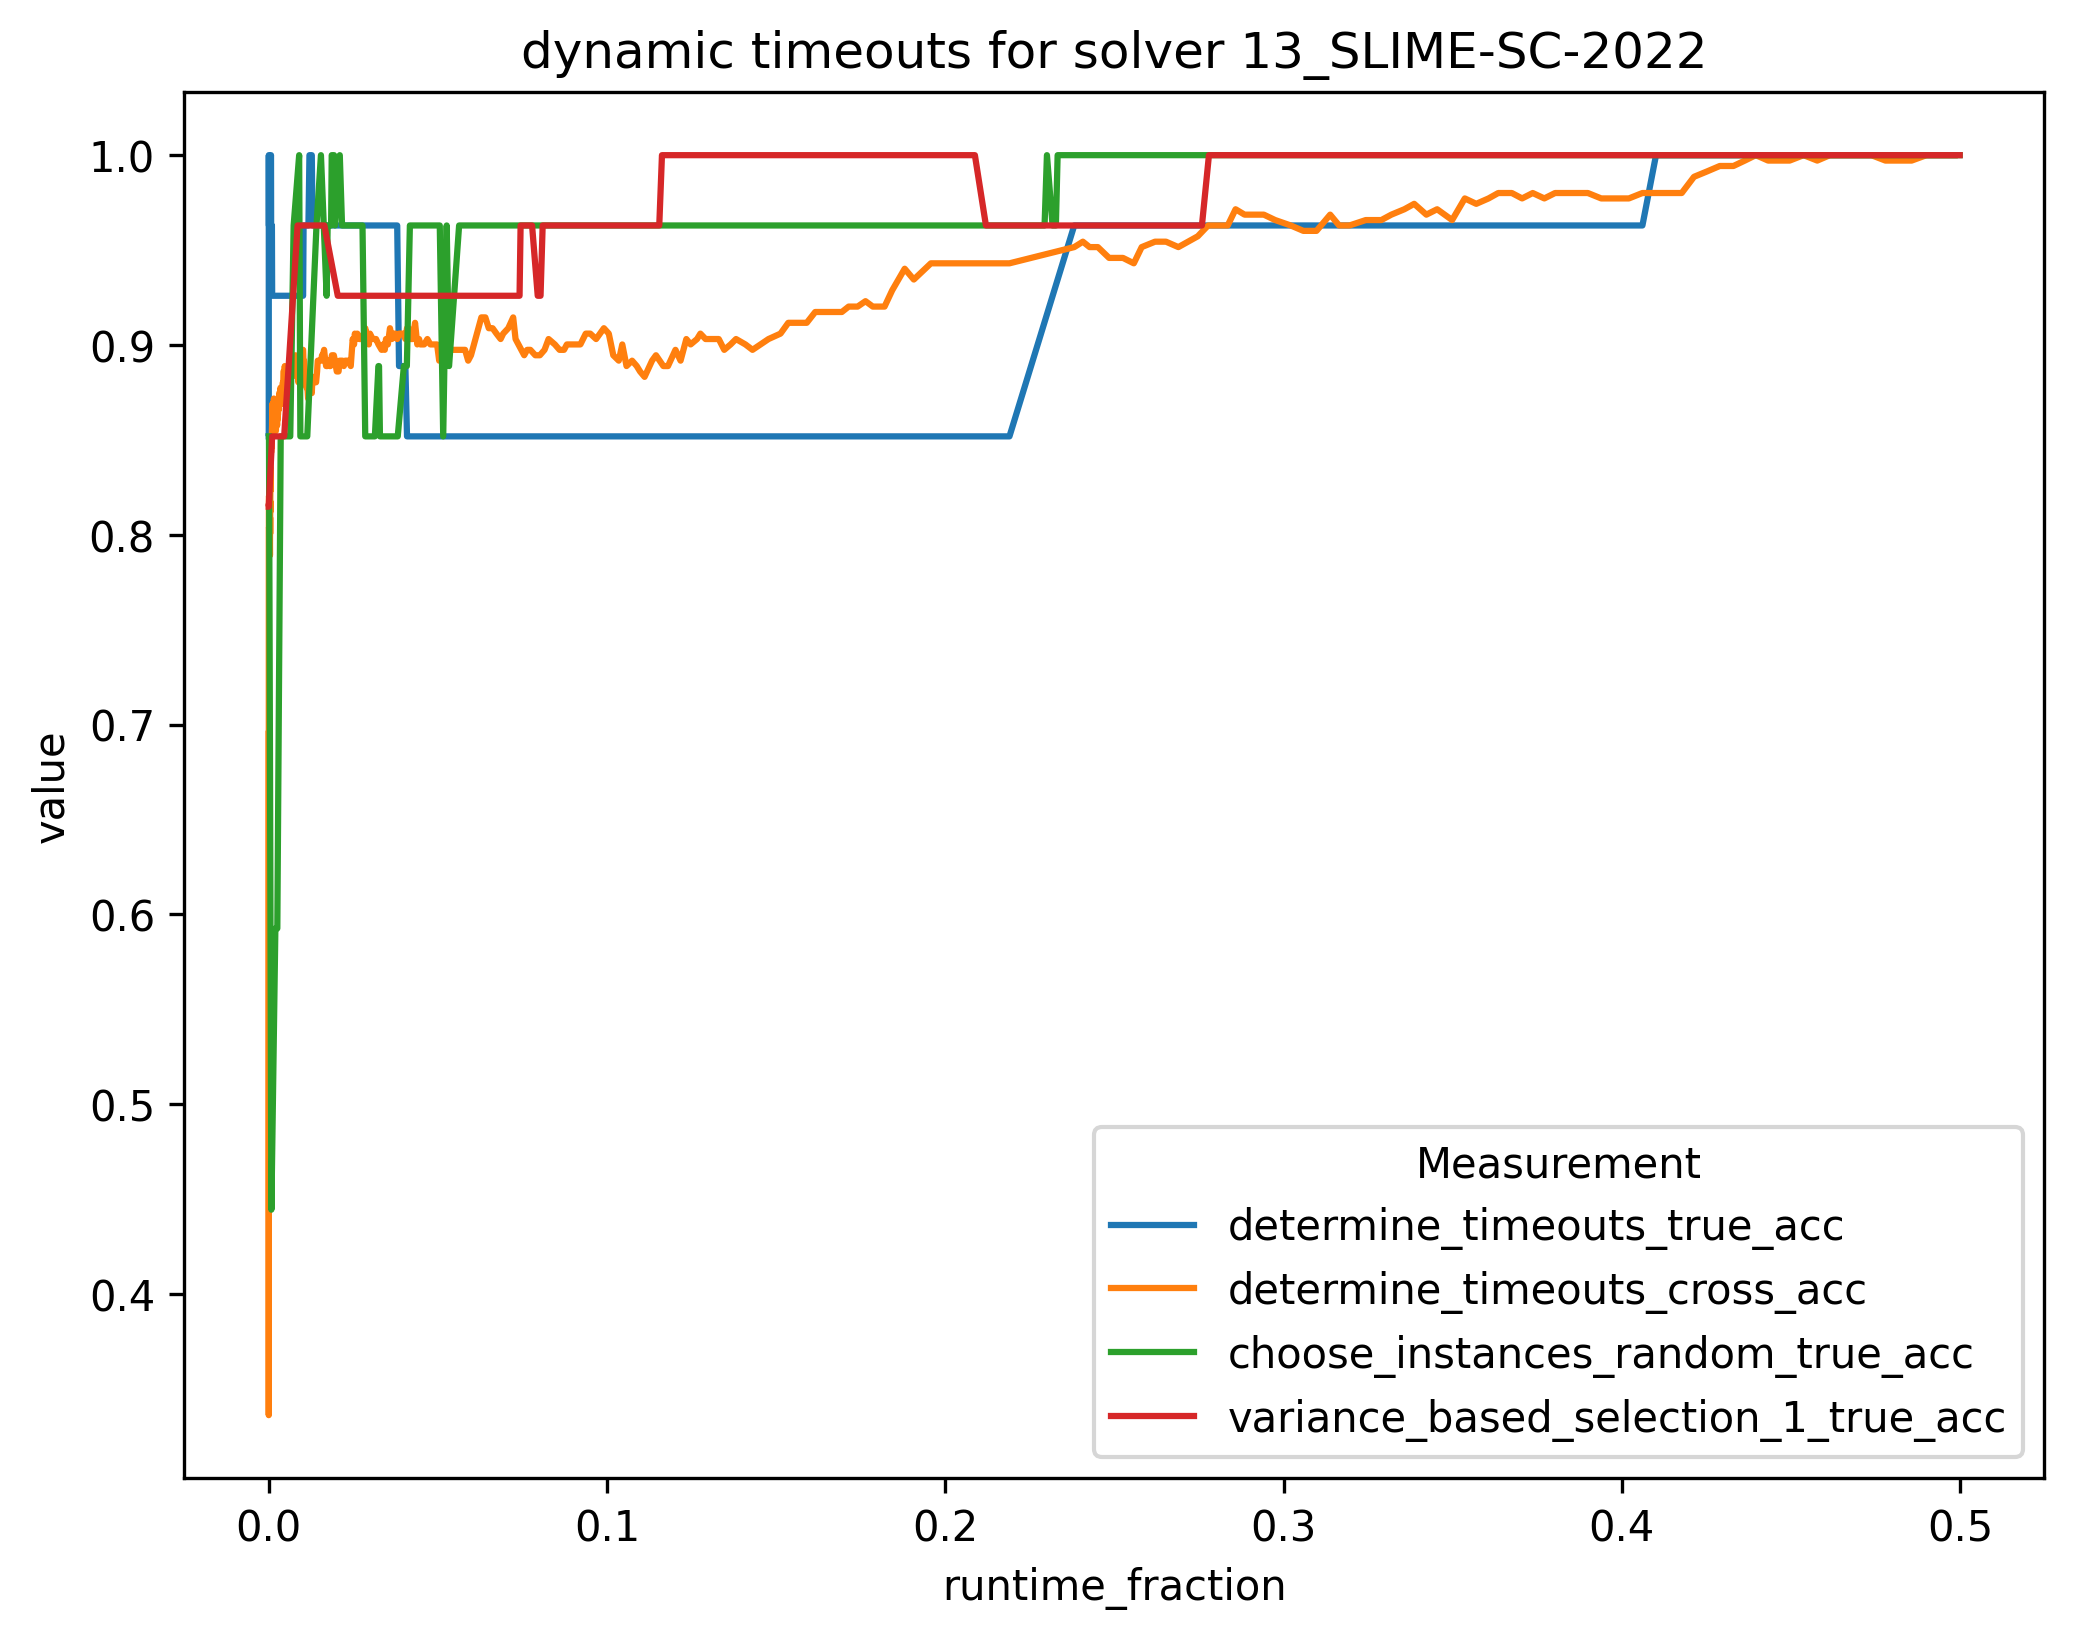 dynamic timeouts for solver 13_SLIME-SC-2022
1.0
0.9
0.8
0.7
0.6
0.5
0.4
value
0.0 0.1 0.2 0.3 0.4 0.5
runtime_fraction
Measurement
determine_timeouts_true_acc
determine_timeouts_cross_acc
choose_instances_random_true_acc
variance_based_selection_1_true_acc